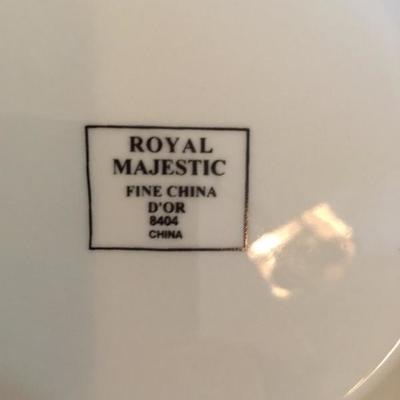 ROYAL
MAJESTIC
FINE CHINA
D'OR
8404
CHINA